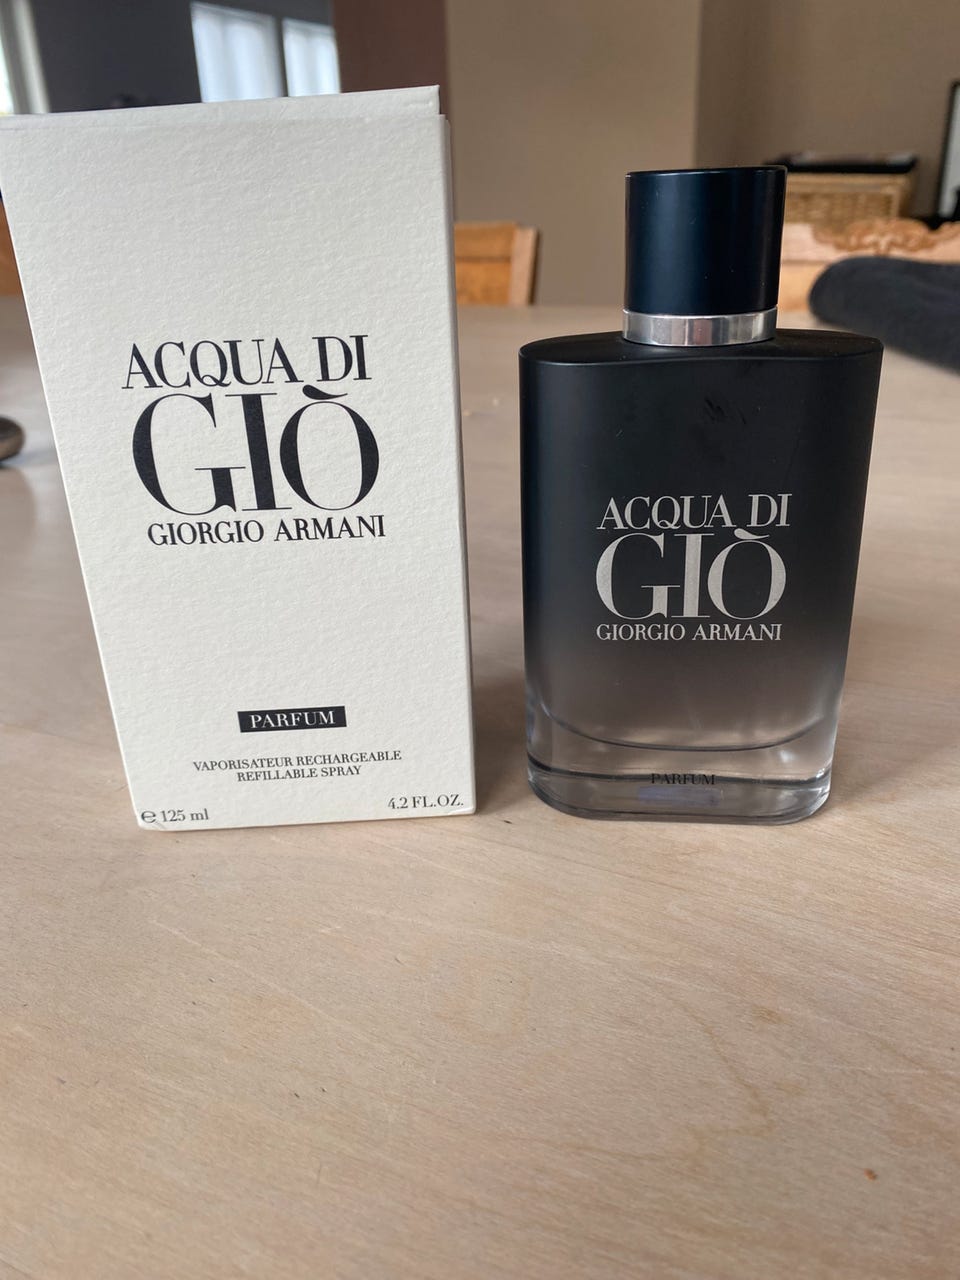 ACQUA DI
GIÒ
GIORGIO ARMANI
PARFUM
VAPORISATEUR RECHARGEABLE
REFILLABLE SPRAY
℮ 125 ml
4.2 FL.OZ.
ACQUA DI
GIÒ
GIORGIO ARMANI
PARFUM